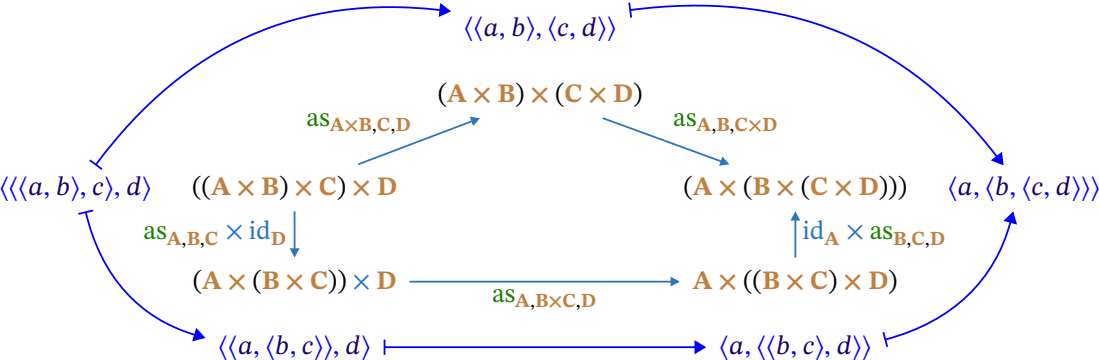 ⟨⟨a, b⟩, ⟨c, d⟩⟩
(A × B) × (C × D)
as_{A×B,C,D} as_{A,B,C×D}
⟨⟨⟨a, b⟩, c⟩, d⟩ ((A × B) × C) × D (A × (B × (C × D))) ⟨a, ⟨b, ⟨c, d⟩⟩⟩
as_{A,B,C} × id_D id_A × as_{B,C,D}
(A × (B × C)) × D A × ((B × C) × D)
as_{A,B×C,D}
⟨⟨a, ⟨b, c⟩⟩, d⟩ ⟨a, ⟨⟨b, c⟩, d⟩⟩